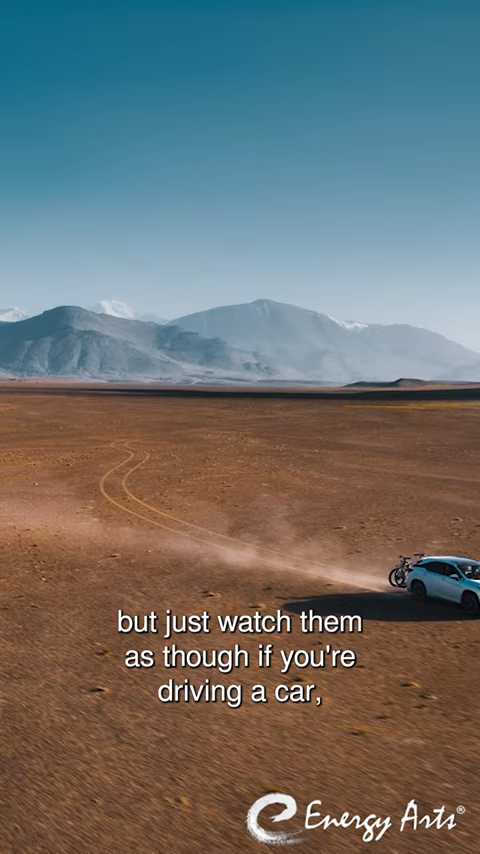 but just watch them
as though if you're
driving a car,
Energy Arts®